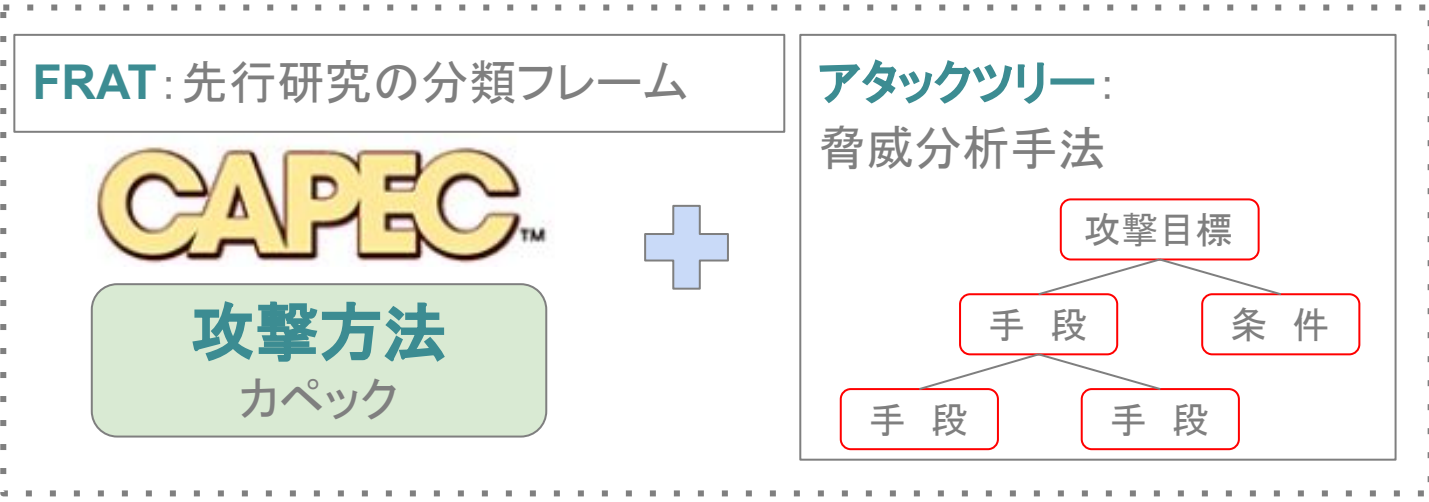 FRAT：先行研究の分類フレーム
CAPEC™
攻撃方法
カペック
アタックツリー：
脅威分析手法
攻撃目標
手　段
条　件
手　段
手　段